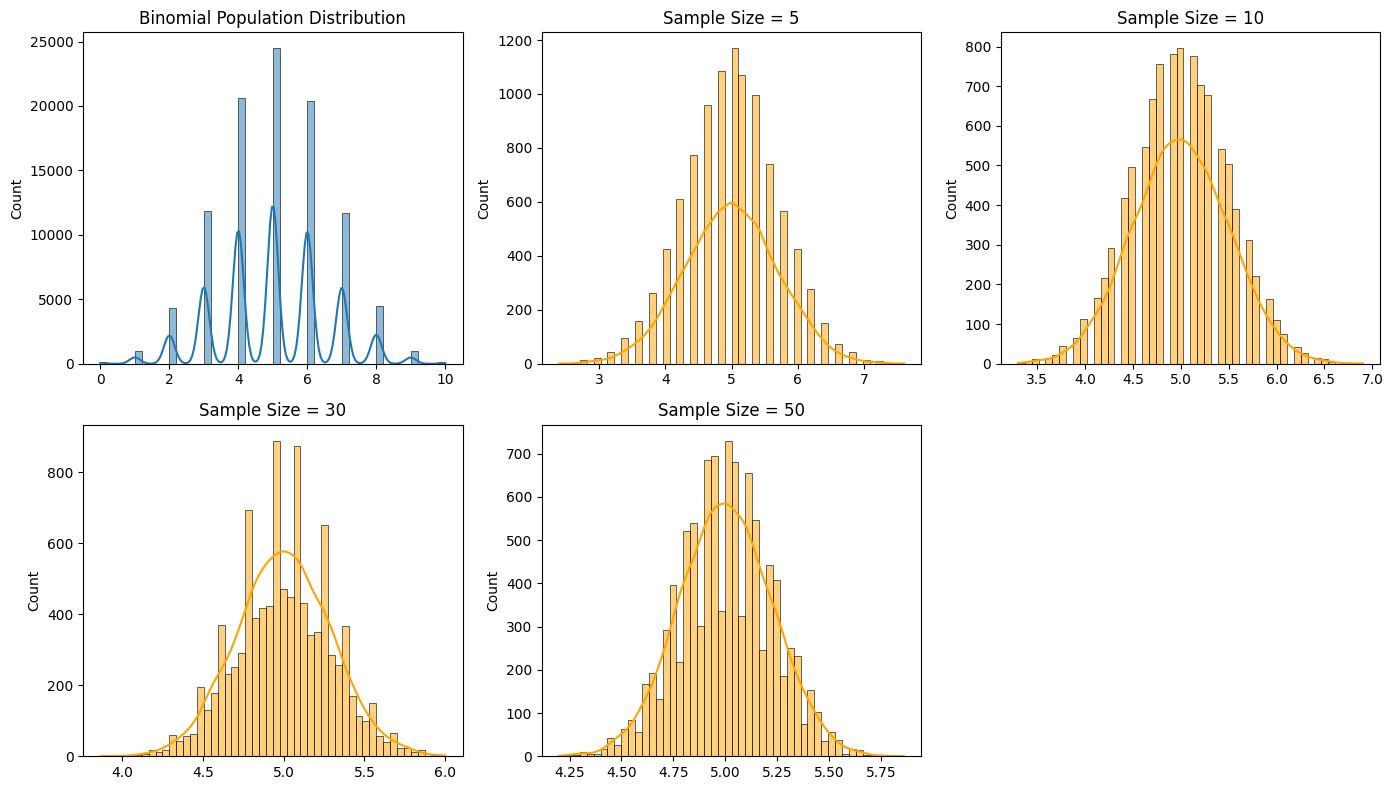 Binomial Population Distribution
Count
25000
20000
15000
10000
5000
0
0 2 4 6 8 10
Sample Size = 5
Count
1200
1000
800
600
400
200
0
3 4 5 6 7
Sample Size = 10
Count
800
700
600
500
400
300
200
100
0
3.5 4.0 4.5 5.0 5.5 6.0 6.5 7.0
Sample Size = 30
Count
800
600
400
200
0
4.0 4.5 5.0 5.5 6.0
Sample Size = 50
Count
700
600
500
400
300
200
100
0
4.25 4.50 4.75 5.00 5.25 5.50 5.75